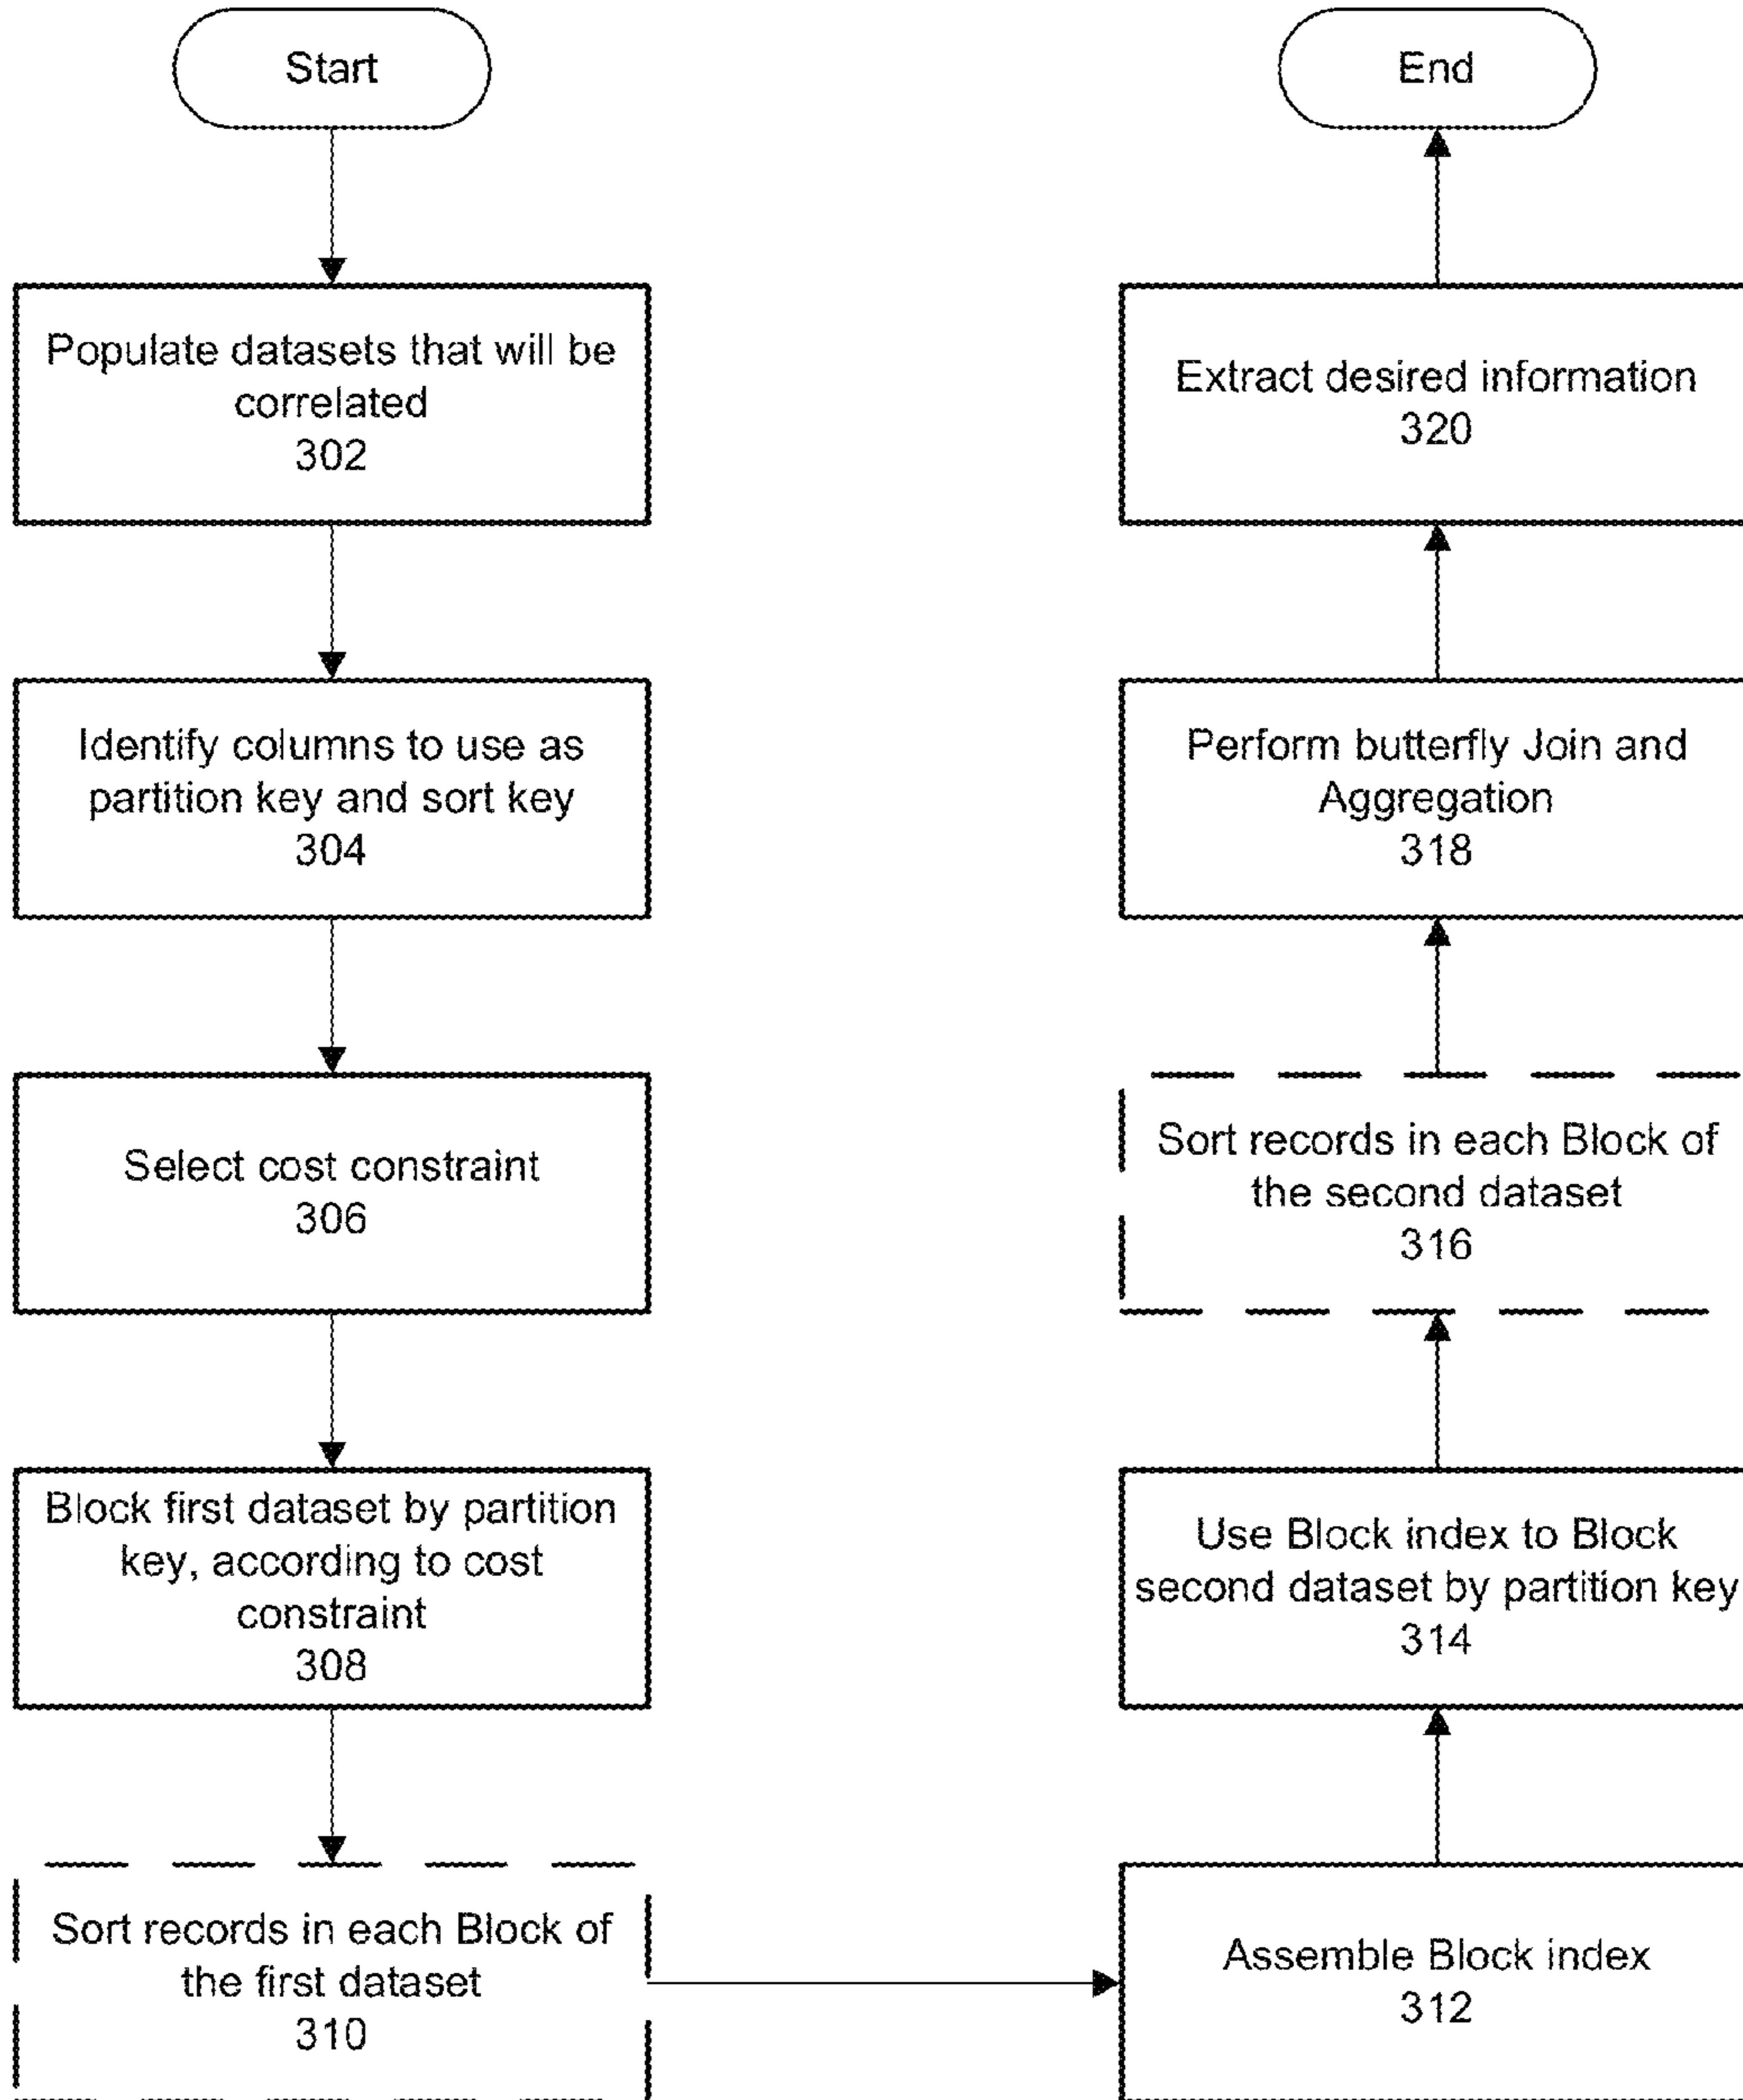 Start
Populate datasets that will be
correlated
302
Identify columns to use as
partition key and sort key
304
Select cost constraint
306
Block first dataset by partition
key, according to cost
constraint
308
Sort records in each Block of
the first dataset
310
Assemble Block index
312
Use Block index to Block
second dataset by partition key
314
Sort records in each Block of
the second dataset
316
Perform butterfly Join and
Aggregation
318
Extract desired information
320
End